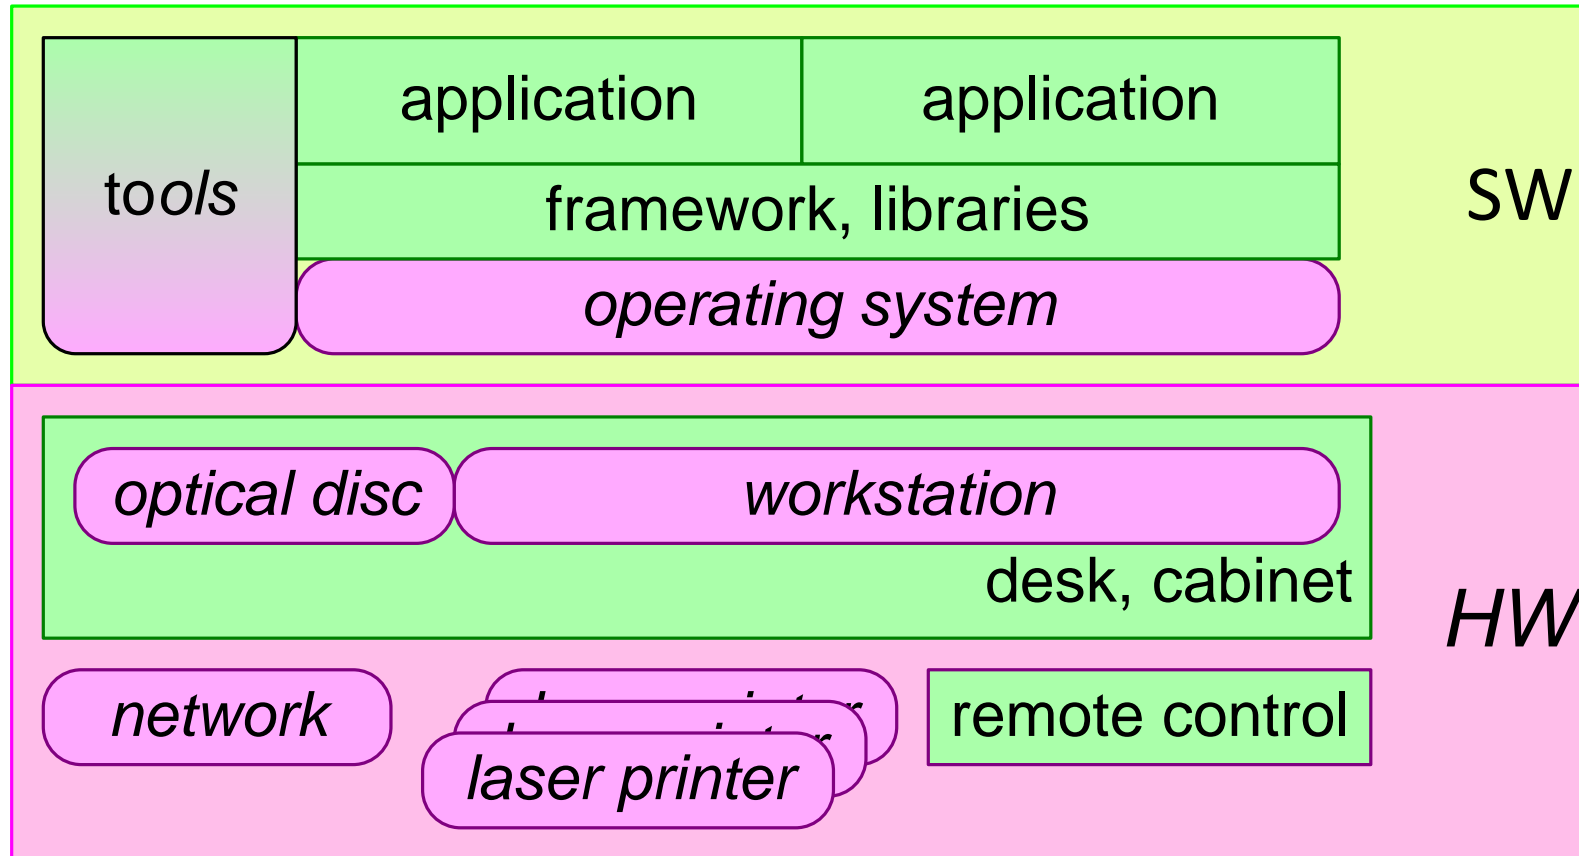 application
application
tools
framework, libraries
SW
operating system
optical disc
workstation
desk, cabinet
HW
network
laser printer
remote control